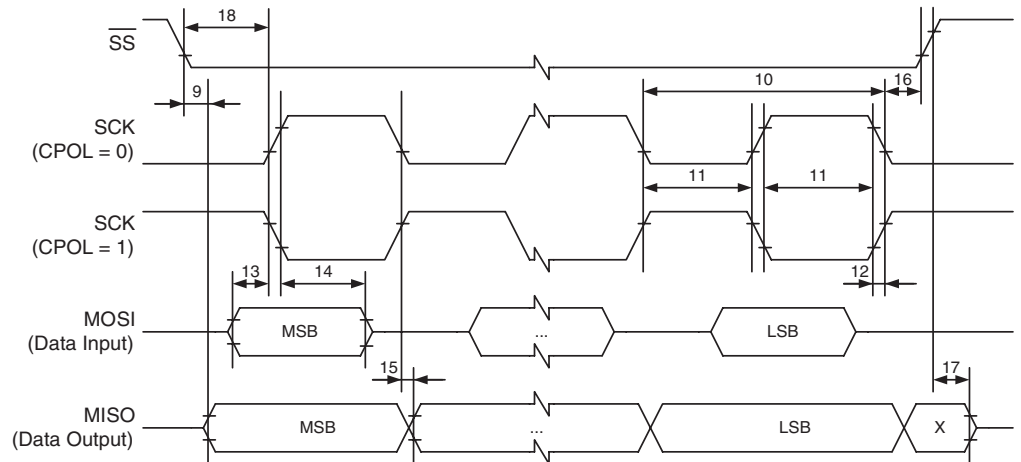 18
SS
10
9
16
SCK
(CPOL = 0)
11
11
SCK
(CPOL = 1)
13
14
12
MOSI
(Data Input)
MSB
...
LSB
15
17
MISO
(Data Output)
MSB
...
LSB
X